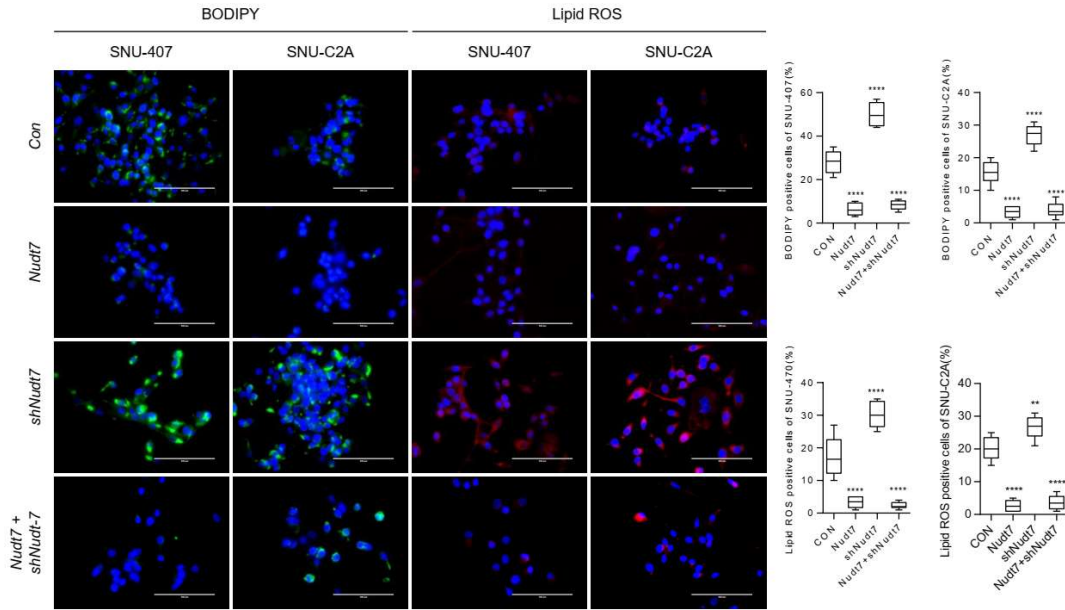 BODIPY
Lipid ROS
SNU-407
SNU-C2A
SNU-407
SNU-C2A
Con
Nudt7
shNudt7
Nudt7 +
shNudt-7
BODIPY positive cells of SNU-407(%)
60
40
20
0
****
****
****
CON
Nudt7
shNudt7
Nudt7+shNudt7
BODIPY positive cells of SNU-C2A(%)
40
30
20
10
0
****
****
****
CON
Nudt7
shNudt7
Nudt7+shNudt7
Lipid ROS positive cells of SNU-470(%)
40
30
20
10
0
****
****
****
CON
Nudt7
shNudt7
Nudt7+shNudt7
Lipid ROS positive cells of SNU-C2A(%)
40
30
20
10
0
****
**
****
CON
Nudt7
shNudt7
Nudt7+shNudt7